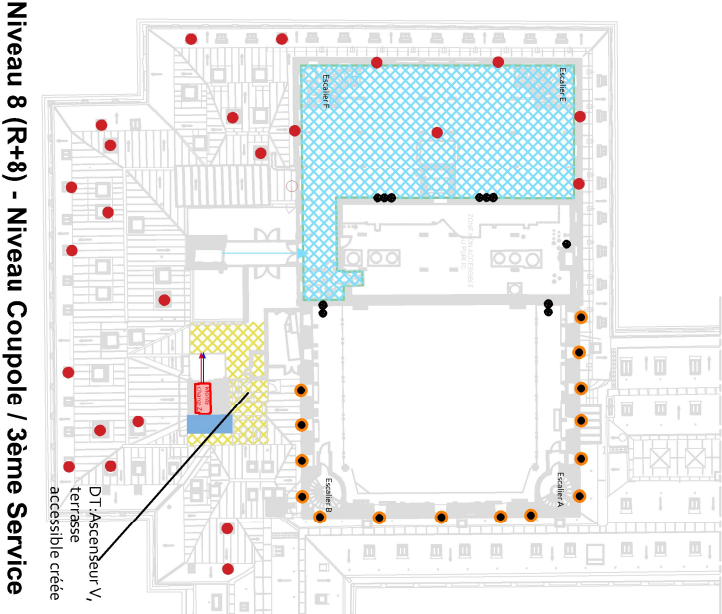 Niveau 8 (R+8) - Niveau Coupole / 3ème Service
Escalier E
Escalier F
Escalier A
Escalier B
DT: Ascenseur V,
terrasse
accessible créée